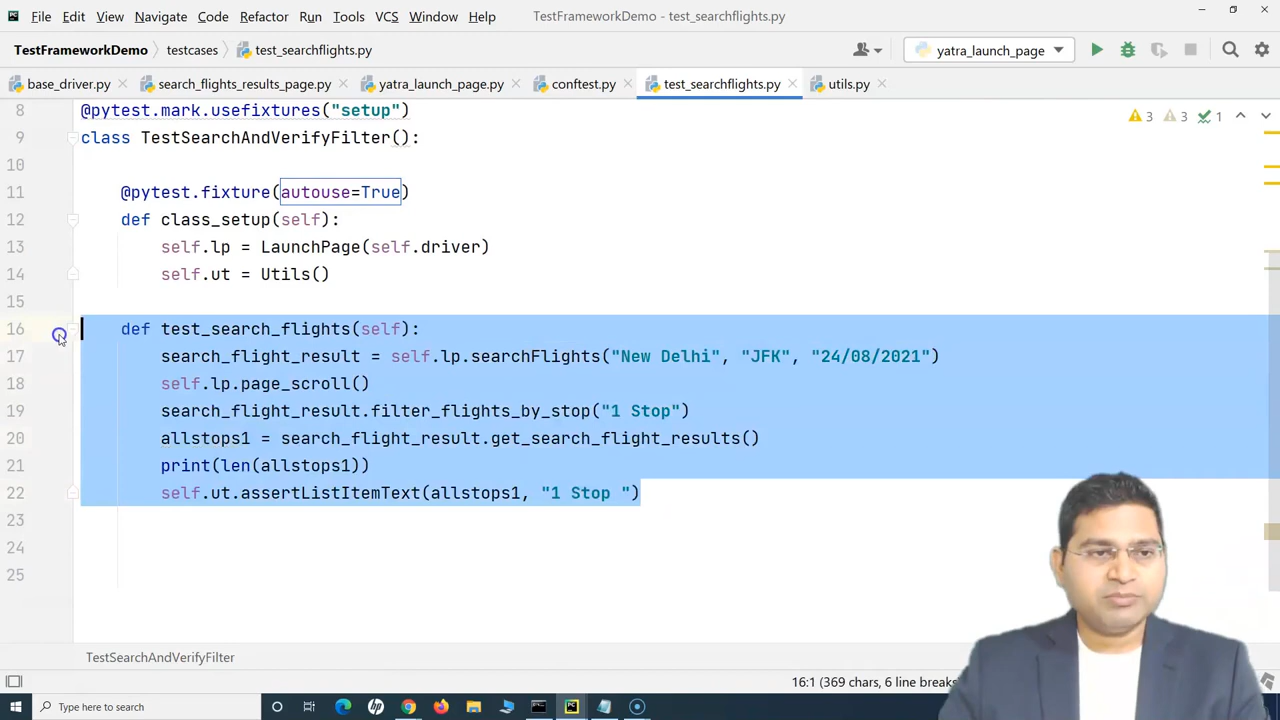 File Edit View Navigate Code Refactor Run Tools VCS Window Help TestFrameworkDemo - test_searchflights.py
TestFrameworkDemo testcases test_searchflights.py yatra_launch_page
base_driver.py search_flights_results_page.py yatra_launch_page.py conftest.py test_searchflights.py utils.py
8 @pytest.mark.usefixtures("setup") 3 3 1
9 class TestSearchAndVerifyFilter():
10
11 @pytest.fixture(autouse=True)
12 def class_setup(self):
13 self.lp = LaunchPage(self.driver)
14 self.ut = Utils()
15
16 def test_search_flights(self):
17 search_flight_result = self.lp.searchFlights("New Delhi", "JFK", "24/08/2021")
18 self.lp.page_scroll()
19 search_flight_result.filter_flights_by_stop("1 Stop")
20 allstops1 = search_flight_result.get_search_flight_results()
21 print(len(allstops1))
22 self.ut.assertListItemText(allstops1, "1 Stop ")
23
24
25
TestSearchAndVerifyFilter
16:1 (369 chars, 6 line breaks
Type here to search